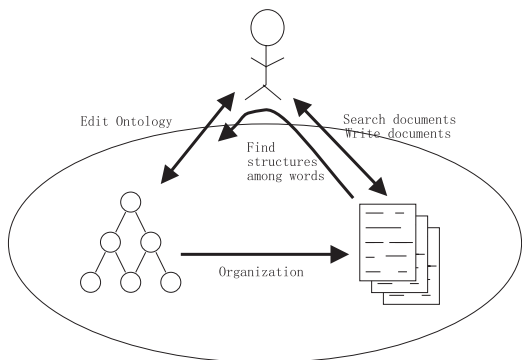 Edit Ontology
Search documents
Write documents
Find
structures
among words
Organization